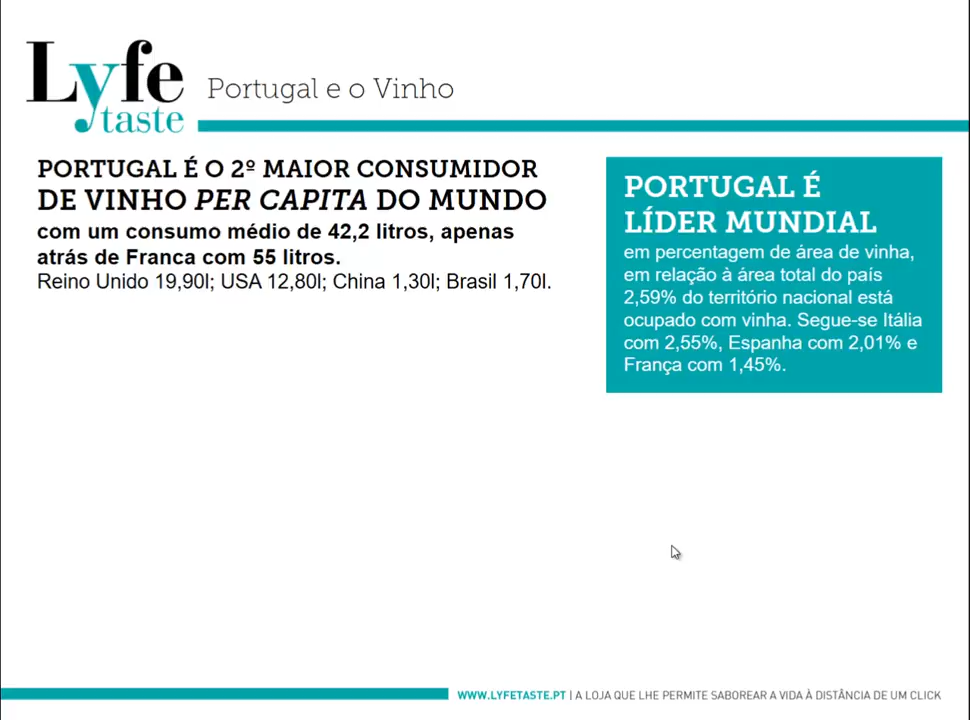 Lyfe
taste
Portugal e o Vinho
PORTUGAL É O 2º MAIOR CONSUMIDOR
DE VINHO PER CAPITA DO MUNDO
com um consumo médio de 42,2 litros, apenas
atrás de Franca com 55 litros.
Reino Unido 19,90l; USA 12,80l; China 1,30l; Brasil 1,70l.
PORTUGAL É
LÍDER MUNDIAL
em percentagem de área de vinha,
em relação à área total do país
2,59% do território nacional está
ocupado com vinha. Segue-se Itália
com 2,55%, Espanha com 2,01% e
França com 1,45%.
WWW.LYFETASTE.PT | A LOJA QUE LHE PERMITE SABOREAR A VIDA À DISTÂNCIA DE UM CLICK